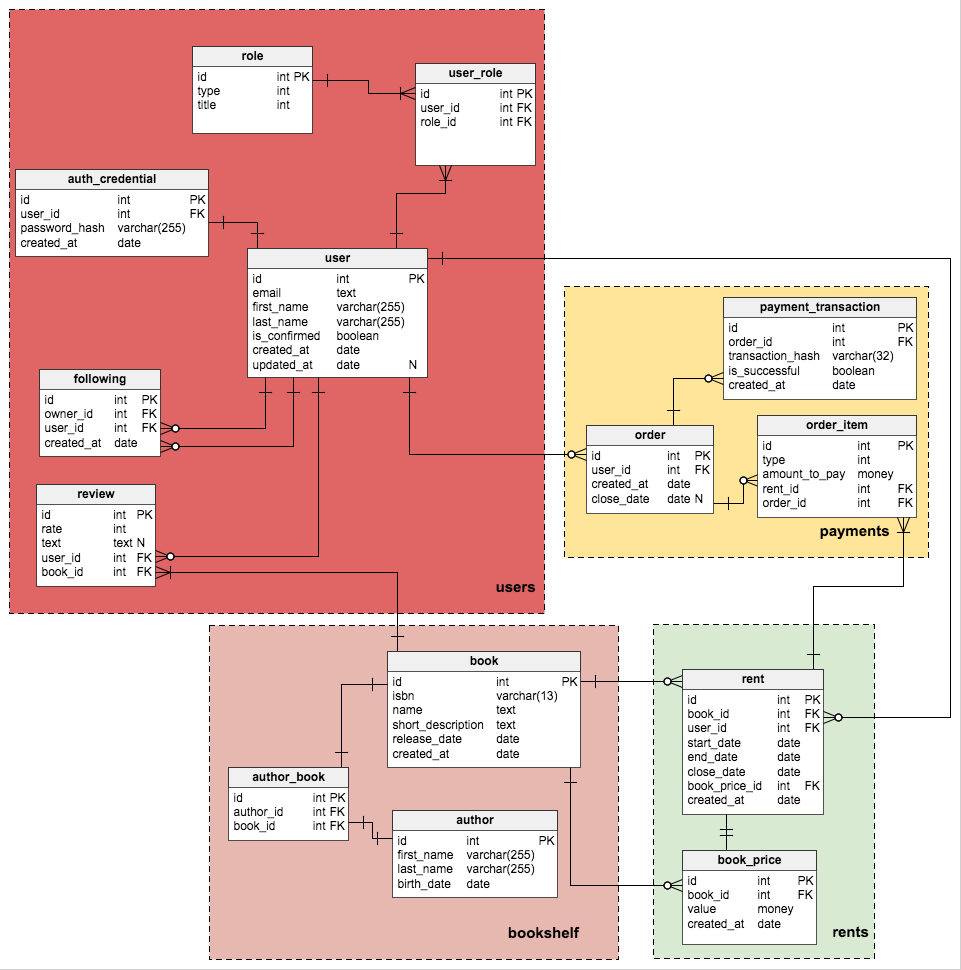 role
id int PK
type int
title int
user_role
id int PK
user_id int FK
role_id int FK
auth_credential
id int PK
user_id int FK
password_hash varchar(255)
created_at date
user
id int PK
email text
first_name varchar(255)
last_name varchar(255)
is_confirmed boolean
created_at date
updated_at date N
following
id int PK
owner_id int FK
user_id int FK
created_at date
review
id int PK
rate int
text text N
user_id int FK
book_id int FK
users
payment_transaction
id int PK
order_id int FK
transaction_hash varchar(32)
is_successful boolean
created_at date
order
id int PK
user_id int FK
created_at date
close_date date N
order_item
id int PK
type int
amount_to_pay money
rent_id int FK
order_id int FK
payments
book
id int PK
isbn varchar(13)
name text
short_description text
release_date date
created_at date
author_book
id int PK
author_id int FK
book_id int FK
author
id int PK
first_name varchar(255)
last_name varchar(255)
birth_date date
bookshelf
rent
id int PK
book_id int FK
user_id int FK
start_date date
end_date date
close_date date
book_price_id int FK
created_at date
book_price
id int PK
book_id int FK
value money
created_at date
rents